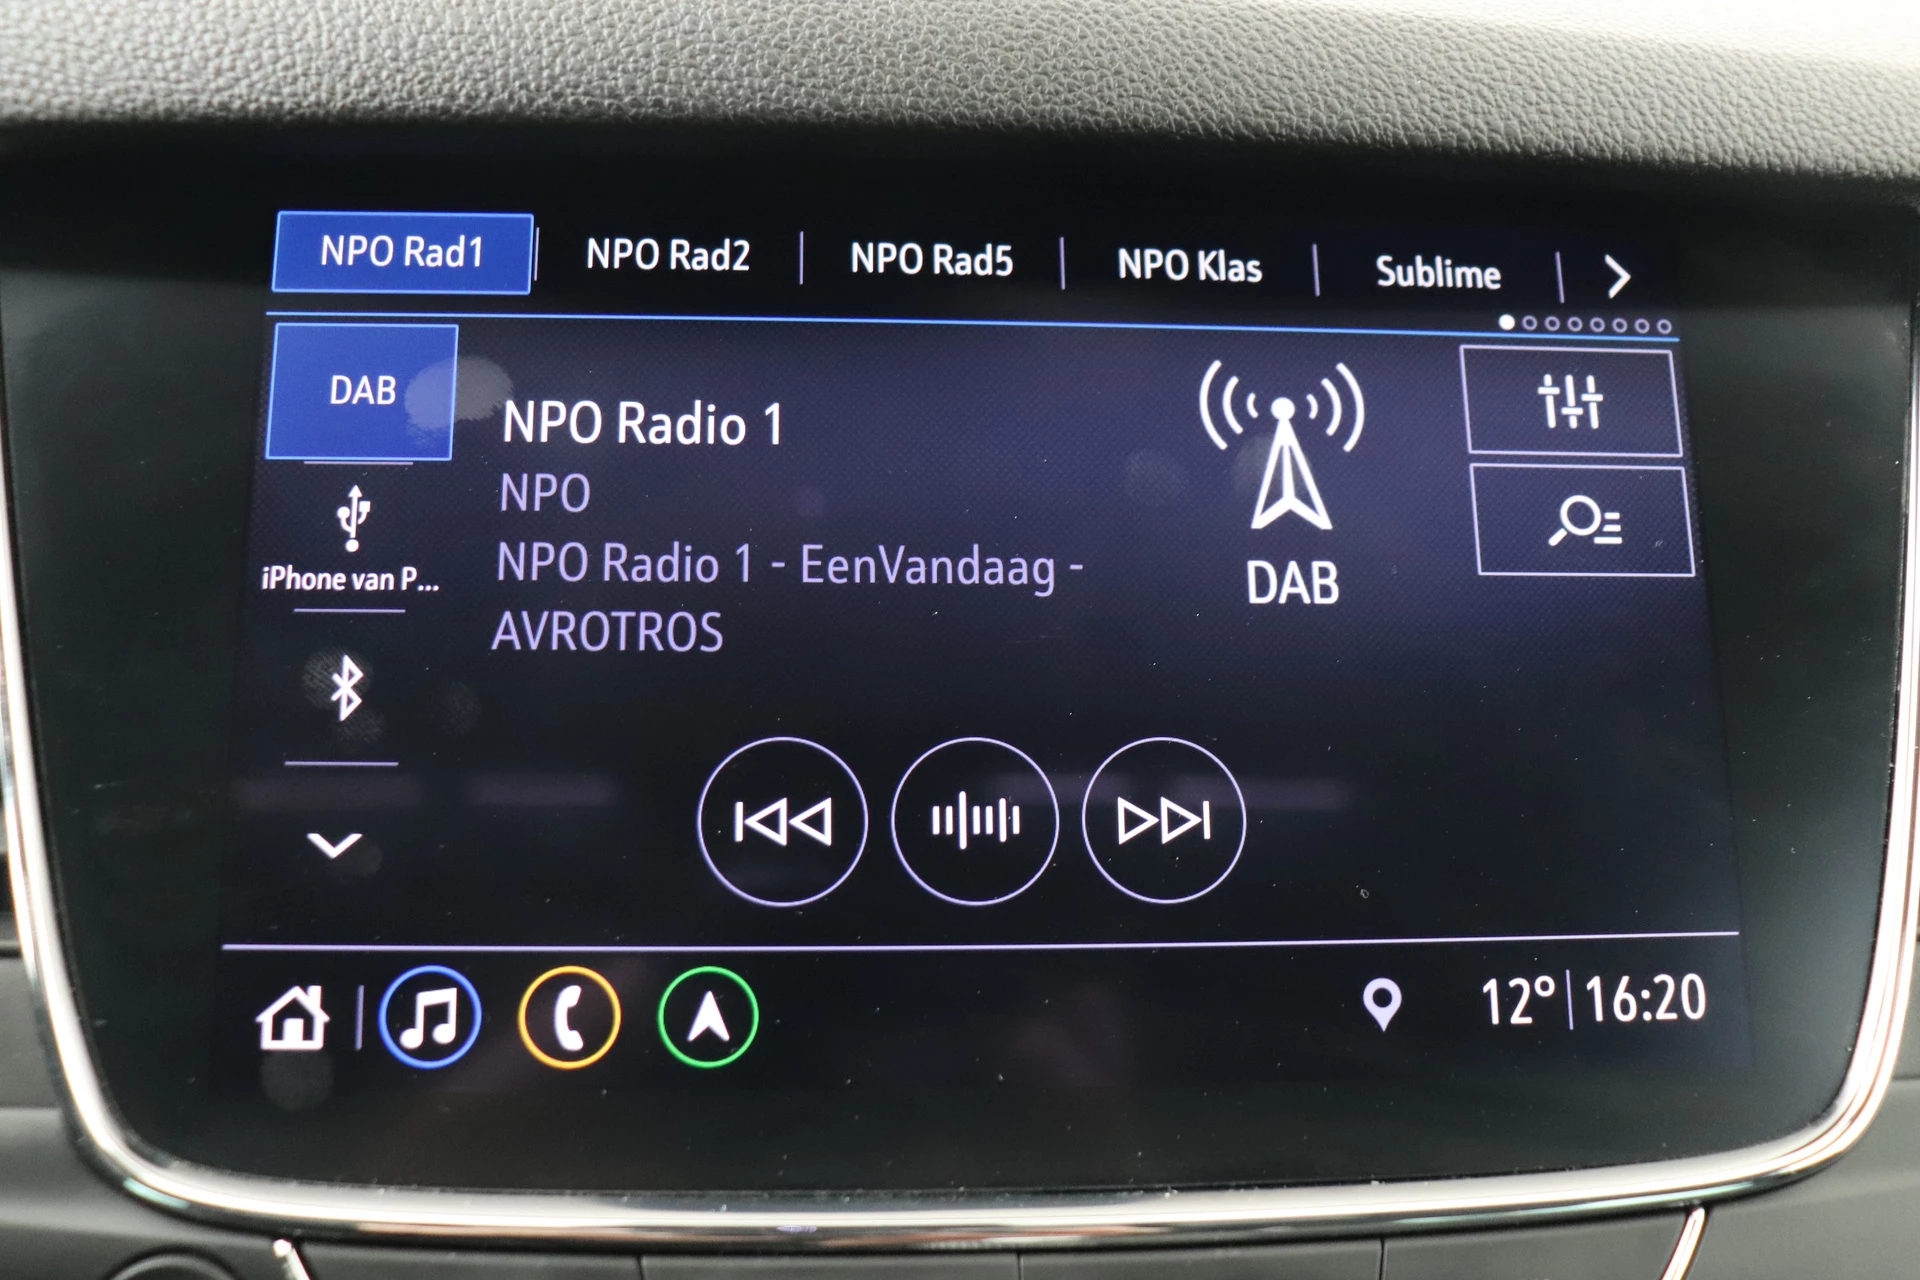 NPO Rad1
NPO Rad2
NPO Rad5
NPO Klas
Sublime
DAB
NPO Radio 1
NPO
NPO Radio 1 - EenVandaag -
AVROTROS
DAB
iPhone van P...
12° 16:20